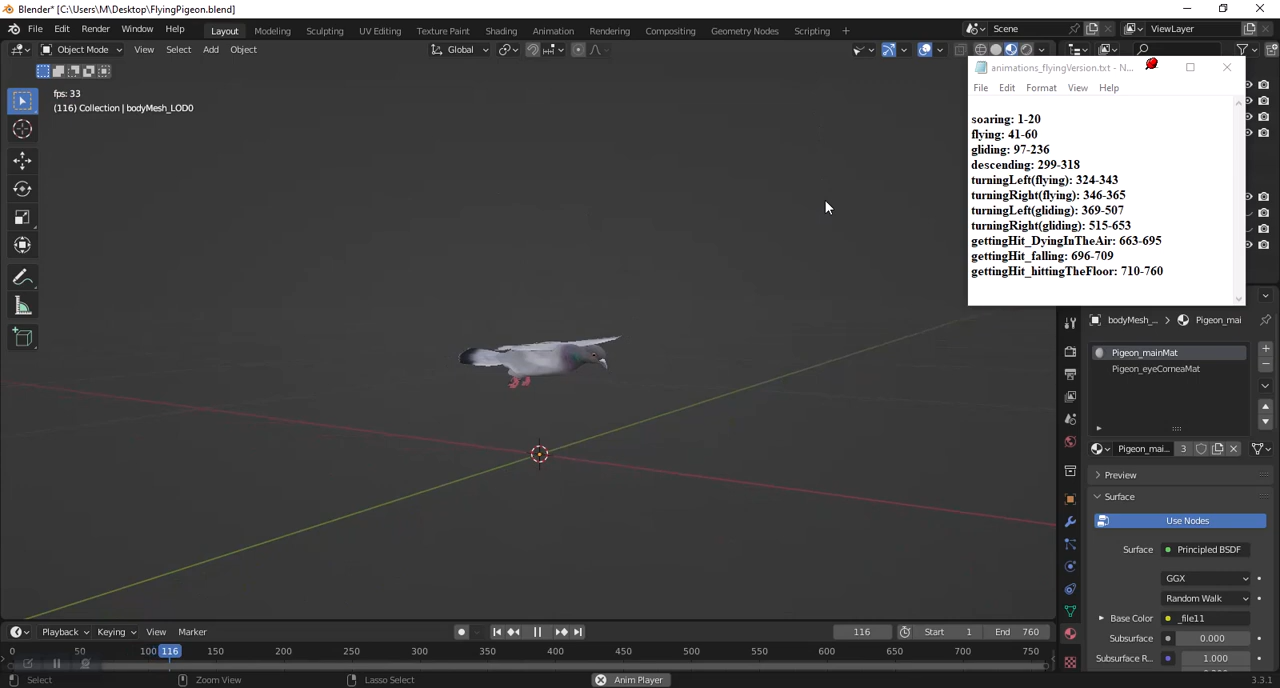 Blender* [C:\Users\M\Desktop\FlyingPigeon.blend]
File Edit Render Window Help Layout Modeling Sculpting UV Editing Texture Paint Shading Animation Rendering Compositing Geometry Nodes Scripting + Scene ViewLayer
Object Mode View Select Add Object Global
fps: 33
(116) Collection | bodyMesh_LOD0
animations_flyingVersion.txt - N...
File Edit Format View Help
soaring: 1-20
flying: 41-60
gliding: 97-236
descending: 299-318
turningLeft(flying): 324-343
turningRight(flying): 346-365
turningLeft(gliding): 369-507
turningRight(gliding): 515-653
gettingHit_DyingInTheAir: 663-695
gettingHit_falling: 696-709
gettingHit_hittingTheFloor: 710-760
bodyMesh_... > Pigeon_mai
Pigeon_mainMat
Pigeon_eyeCorneaMat
Pigeon_mai... 3
Preview
Surface
Use Nodes
Surface Principled BSDF
GGX
Random Walk
Base Color _file11
Subsurface 0.000
Subsurface R... 1.000
Playback Keying View Marker 116 Start 1 End 760
0 50 100 116 200 250 300 350 400 450 500 550 600 650 700 750
Select Zoom View Lasso Select Anim Player 3.3.1